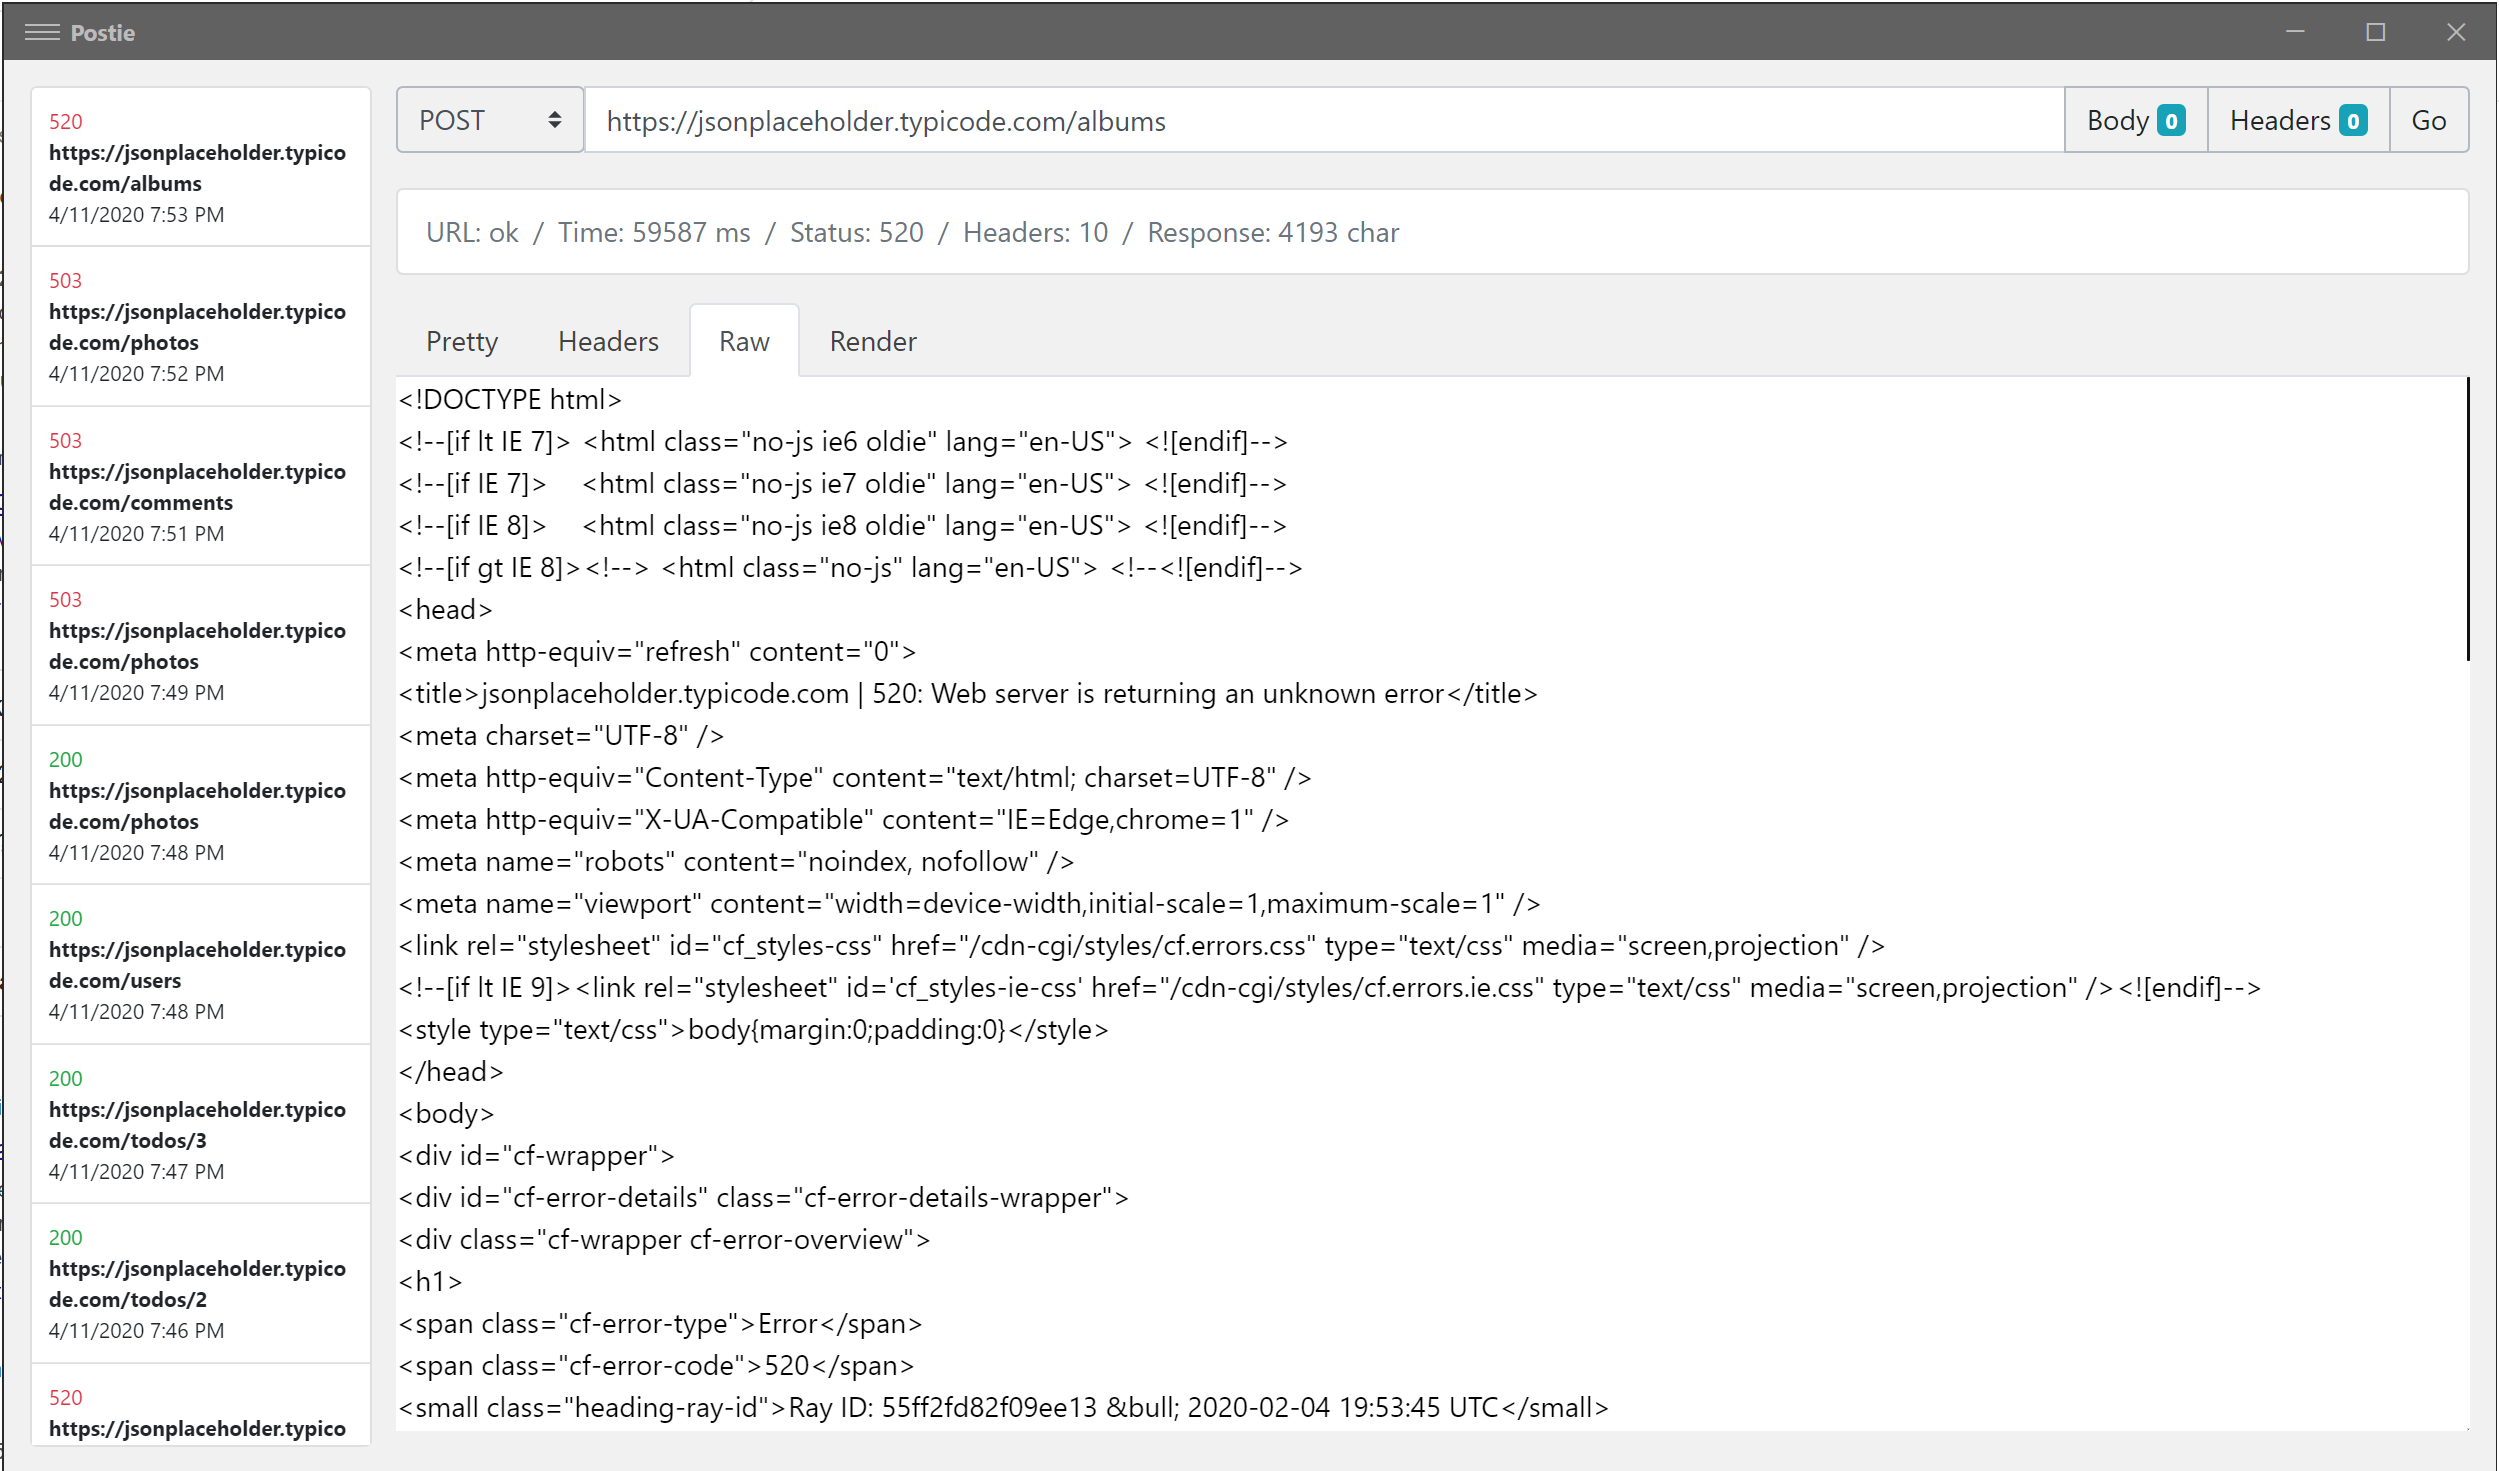 Postie
520
https://jsonplaceholder.typico
de.com/albums
4/11/2020 7:53 PM
503
https://jsonplaceholder.typico
de.com/photos
4/11/2020 7:52 PM
503
https://jsonplaceholder.typico
de.com/comments
4/11/2020 7:51 PM
503
https://jsonplaceholder.typico
de.com/photos
4/11/2020 7:49 PM
200
https://jsonplaceholder.typico
de.com/photos
4/11/2020 7:48 PM
200
https://jsonplaceholder.typico
de.com/users
4/11/2020 7:48 PM
200
https://jsonplaceholder.typico
de.com/todos/3
4/11/2020 7:47 PM
200
https://jsonplaceholder.typico
de.com/todos/2
4/11/2020 7:46 PM
520
https://jsonplaceholder.typico
POST https://jsonplaceholder.typicode.com/albums Body 0 Headers 0 Go
URL: ok / Time: 59587 ms / Status: 520 / Headers: 10 / Response: 4193 char
Pretty Headers Raw Render
<!DOCTYPE html>
<!--[if lt IE 7]> <html class="no-js ie6 oldie" lang="en-US"> <![endif]-->
<!--[if IE 7]>    <html class="no-js ie7 oldie" lang="en-US"> <![endif]-->
<!--[if IE 8]>    <html class="no-js ie8 oldie" lang="en-US"> <![endif]-->
<!--[if gt IE 8]><!--> <html class="no-js" lang="en-US"> <!--<![endif]-->
<head>
<meta http-equiv="refresh" content="0">
<title>jsonplaceholder.typicode.com | 520: Web server is returning an unknown error</title>
<meta charset="UTF-8" />
<meta http-equiv="Content-Type" content="text/html; charset=UTF-8" />
<meta http-equiv="X-UA-Compatible" content="IE=Edge,chrome=1" />
<meta name="robots" content="noindex, nofollow" />
<meta name="viewport" content="width=device-width,initial-scale=1,maximum-scale=1" />
<link rel="stylesheet" id="cf_styles-css" href="/cdn-cgi/styles/cf.errors.css" type="text/css" media="screen,projection" />
<!--[if lt IE 9]><link rel="stylesheet" id='cf_styles-ie-css' href="/cdn-cgi/styles/cf.errors.ie.css" type="text/css" media="screen,projection" /><![endif]-->
<style type="text/css">body{margin:0;padding:0}</style>
</head>
<body>
<div id="cf-wrapper">
<div id="cf-error-details" class="cf-error-details-wrapper">
<div class="cf-wrapper cf-error-overview">
<h1>
<span class="cf-error-type">Error</span>
<span class="cf-error-code">520</span>
<small class="heading-ray-id">Ray ID: 55ff2fd82f09ee13 &bull; 2020-02-04 19:53:45 UTC</small>